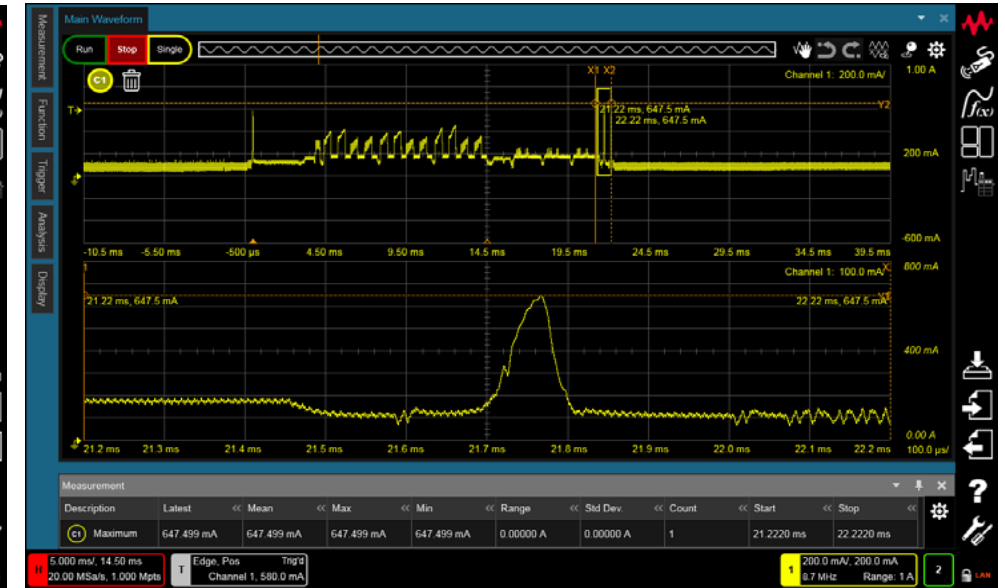 Main Waveform
Run
Stop
Single
Measurement
Function
Trigger
Analysis
Display
C1
X1 X2
Channel 1: 200.0 mA/
1.00 A
T
Y2
21.22 ms, 647.5 mA
22.22 ms, 647.5 mA
200 mA
-600 mA
-10.5 ms -5.50 ms -500 µs 4.50 ms 9.50 ms 14.5 ms 19.5 ms 24.5 ms 29.5 ms 34.5 ms 39.5 ms
Channel 1: 100.0 mA/
800 mA
21.22 ms, 647.5 mA
22.22 ms, 647.5 mA
400 mA
0.00 A
21.2 ms 21.3 ms 21.4 ms 21.5 ms 21.6 ms 21.7 ms 21.8 ms 21.9 ms 22.0 ms 22.1 ms 22.2 ms 100.0 µs/
f(x)
Measurement
Description Latest Mean Max Min Range Std Dev. Count Start Stop
C1 Maximum 647.499 mA 647.499 mA 647.499 mA 647.499 mA 0.00000 A 0.00000 A 1 21.2220 ms 22.2220 ms
H
5.000 ms/, 14.50 ms
20.00 MSa/s, 1.000 Mpts
T
Edge, Pos Trig'd
Channel 1, 580.0 mA
1
200.0 mA/, 200.0 mA
8.7 MHz Range: 1 A
2
LAN